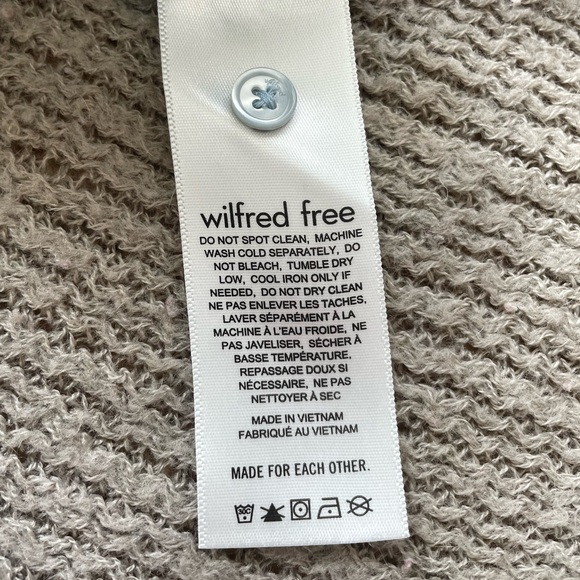 wilfred free
DO NOT SPOT CLEAN, MACHINE
WASH COLD SEPARATELY, DO
NOT BLEACH, TUMBLE DRY
LOW, COOL IRON ONLY IF
NEEDED, DO NOT DRY CLEAN
NE PAS ENLEVER LES TACHES,
LAVER SÉPARÉMENT À LA
MACHINE À L'EAU FROIDE, NE
PAS JAVELISER, SÉCHER À
BASSE TEMPÉRATURE,
REPASSAGE DOUX SI
NÉCESSAIRE, NE PAS
NETTOYER À SEC
MADE IN VIETNAM
FABRIQUÉ AU VIETNAM
MADE FOR EACH OTHER.
30C